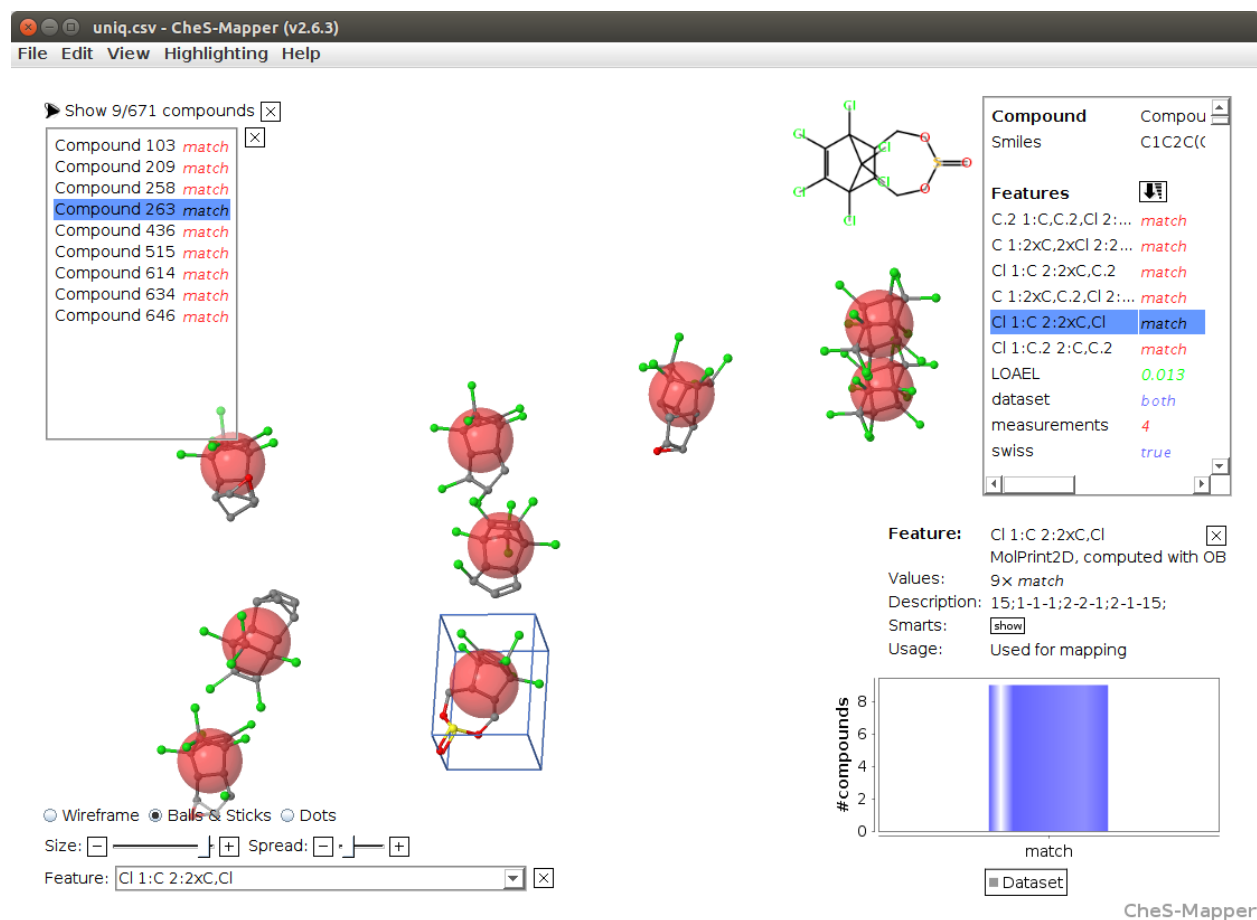 uniq.csv - CheS-Mapper (v2.6.3)
File Edit View Highlighting Help
Show 9/671 compounds
Compound 103 match
Compound 209 match
Compound 258 match
Compound 263 match
Compound 436 match
Compound 515 match
Compound 614 match
Compound 634 match
Compound 646 match
Cl
Cl
Cl
Cl
Cl
Cl
O
S
O
O
Compound Compou
Smiles C1C2C(C
Features
C.2 1:C,C.2,Cl 2:... match
C 1:2xC,2xCl 2:2... match
Cl 1:C 2:2xC,C.2 match
C 1:2xC,C.2,Cl 2:... match
Cl 1:C 2:2xC,Cl match
Cl 1:C.2 2:C,C.2 match
LOAEL 0.013
dataset both
measurements 4
swiss true
Feature: Cl 1:C 2:2xC,Cl
MolPrint2D, computed with OB
Values: 9× match
Description: 15;1-1-1;2-2-1;2-1-15;
Smarts: show
Usage: Used for mapping
#compounds
8
6
4
2
0
match
Dataset
Wireframe Balls & Sticks Dots
Size: − + Spread: − +
Feature: Cl 1:C 2:2xC,Cl
CheS-Mapper